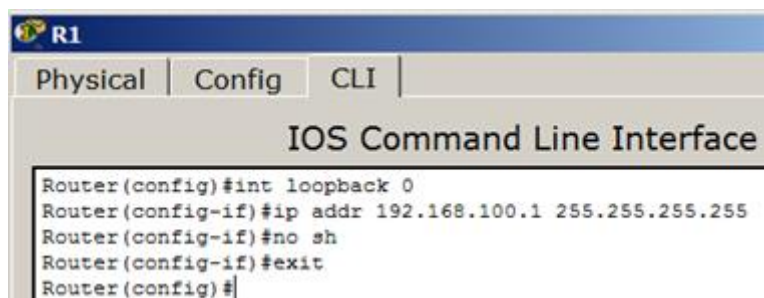 R1
Physical Config CLI
IOS Command Line Interface
Router(config)#int loopback 0
Router(config-if)#ip addr 192.168.100.1 255.255.255.255
Router(config-if)#no sh
Router(config-if)#exit
Router(config)#